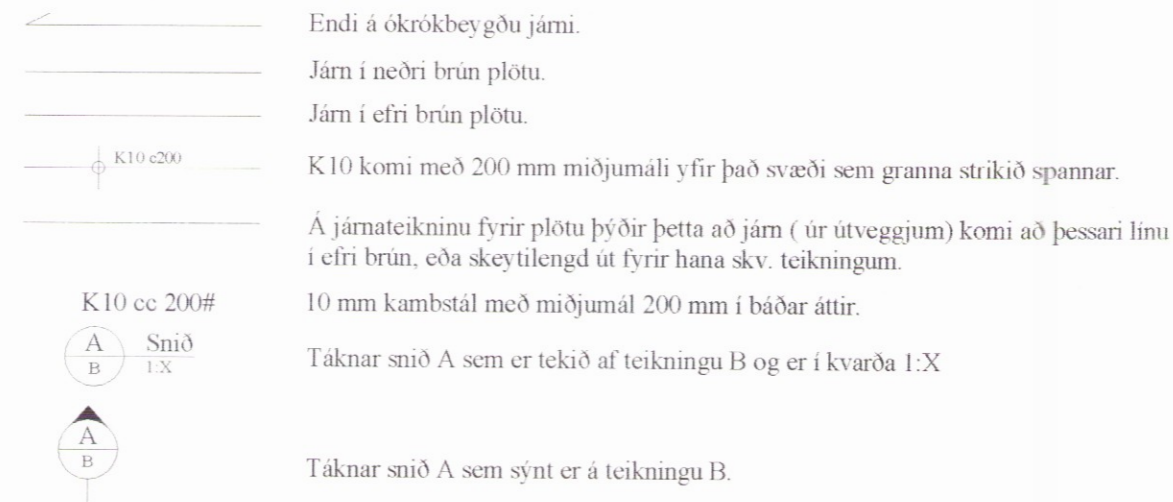 Endi á ókrókbeygðu járni.
Járn í neðri brún plötu.
Járn í efri brún plötu.
K10 c200
K10 komi með 200 mm miðjumáli yfir það svæði sem granna strikið spannar.
Á járnateikninu fyrir plötu þýðir þetta að járn ( úr útveggjum) komi að þessari línu
í efri brún, eða skeytilengd út fyrir hana skv. teikningum.
K10 cc 200#
10 mm kambstál með miðjumál 200 mm í báðar áttir.
A Snið
B 1:X
Táknar snið A sem er tekið af teikningu B og er í kvarða 1:X
A
B
Táknar snið A sem sýnt er á teikningu B.